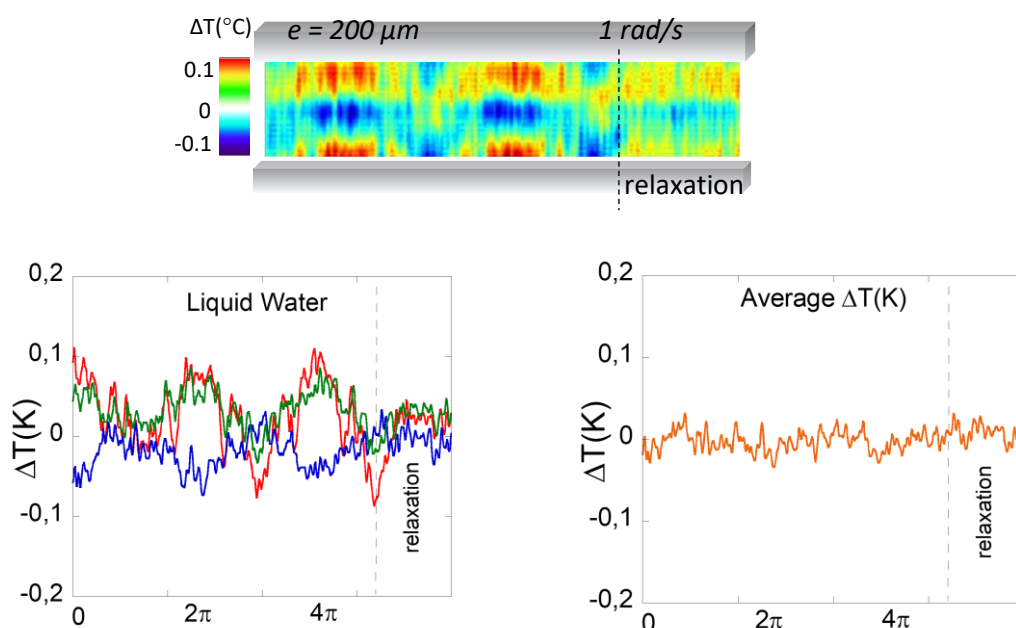 ΔT(°C)
e = 200 µm
1 rad/s
0.1
0
-0.1
relaxation
0,2
0,1
0
-0,1
-0,2
ΔT(K)
Liquid Water
relaxation
0
2π
4π
0,2
0,1
0
-0,1
-0,2
ΔT(K)
Average ΔT(K)
relaxation
0
2π
4π